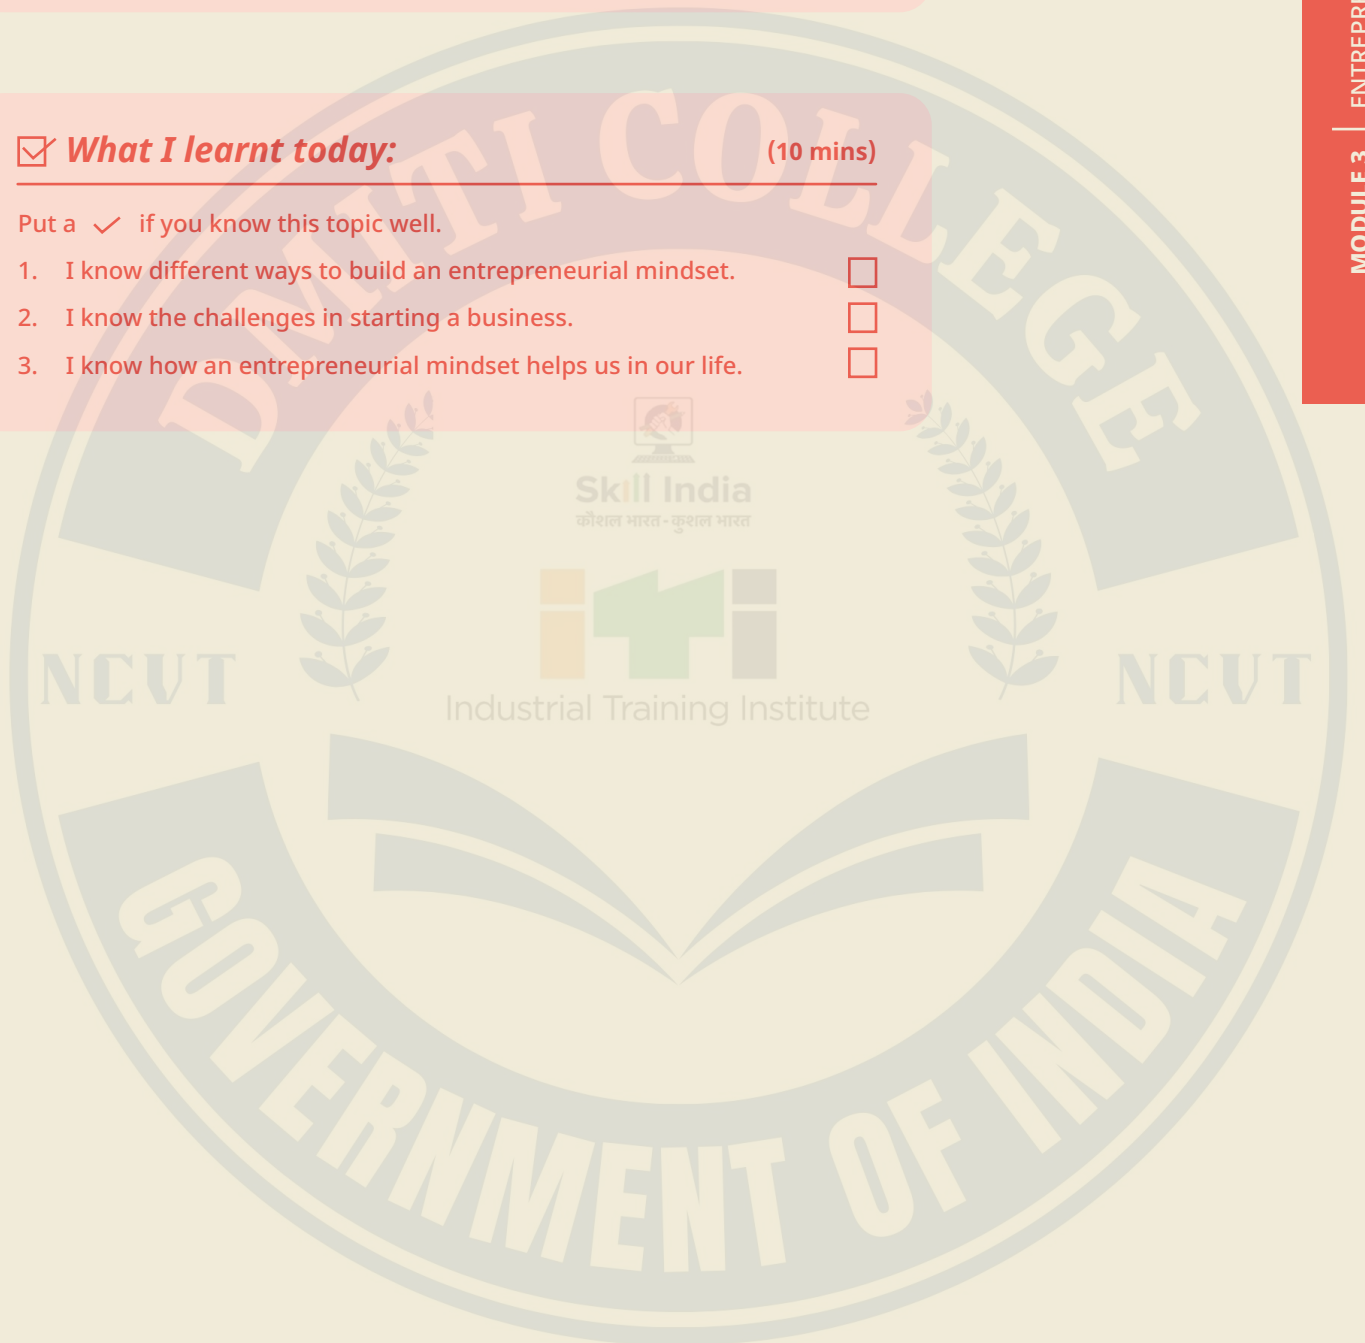 What I learnt today:
(10 mins)
Put a ✓ if you know this topic well.
1. I know different ways to build an entrepreneurial mindset.
2. I know the challenges in starting a business.
3. I know how an entrepreneurial mindset helps us in our life.
MODULE 3 |
DMITI COLLEGE
Skill India
कौशल भारत - कुशल भारत
iTi
Industrial Training Institute
NCVT
NCVT
GOVERNMENT OF INDIA